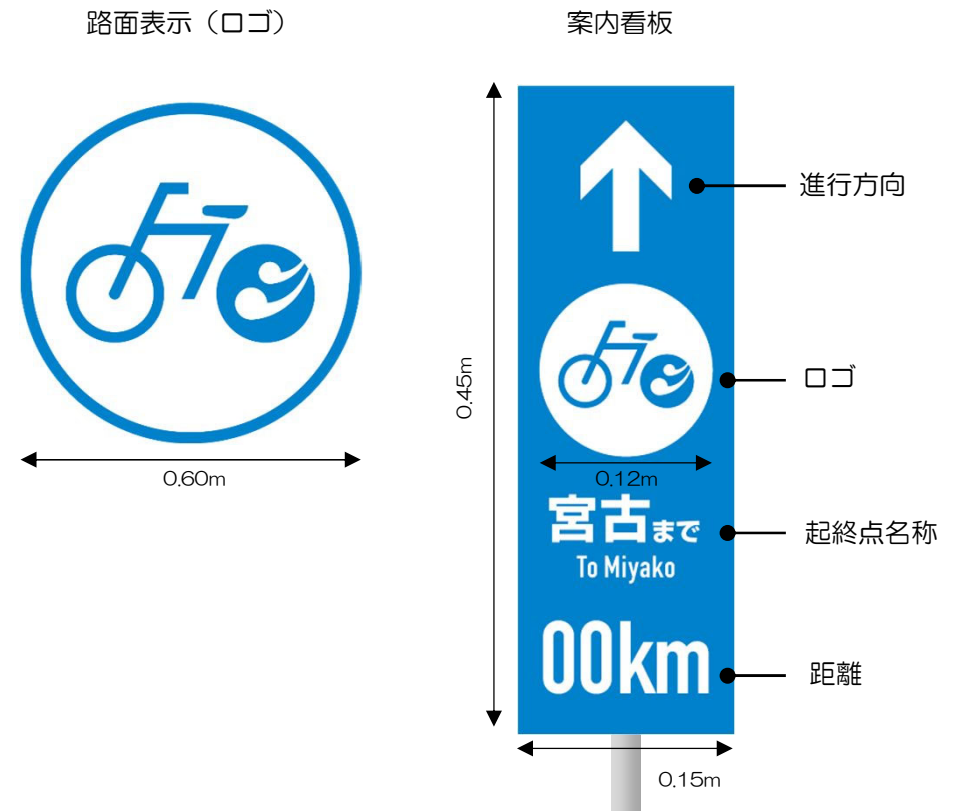 路面表示（ロゴ）
案内看板
進行方向
ロゴ
0.45m
0.60m
0.12m
宮古まで
起終点名称
To Miyako
00km
距離
0.15m